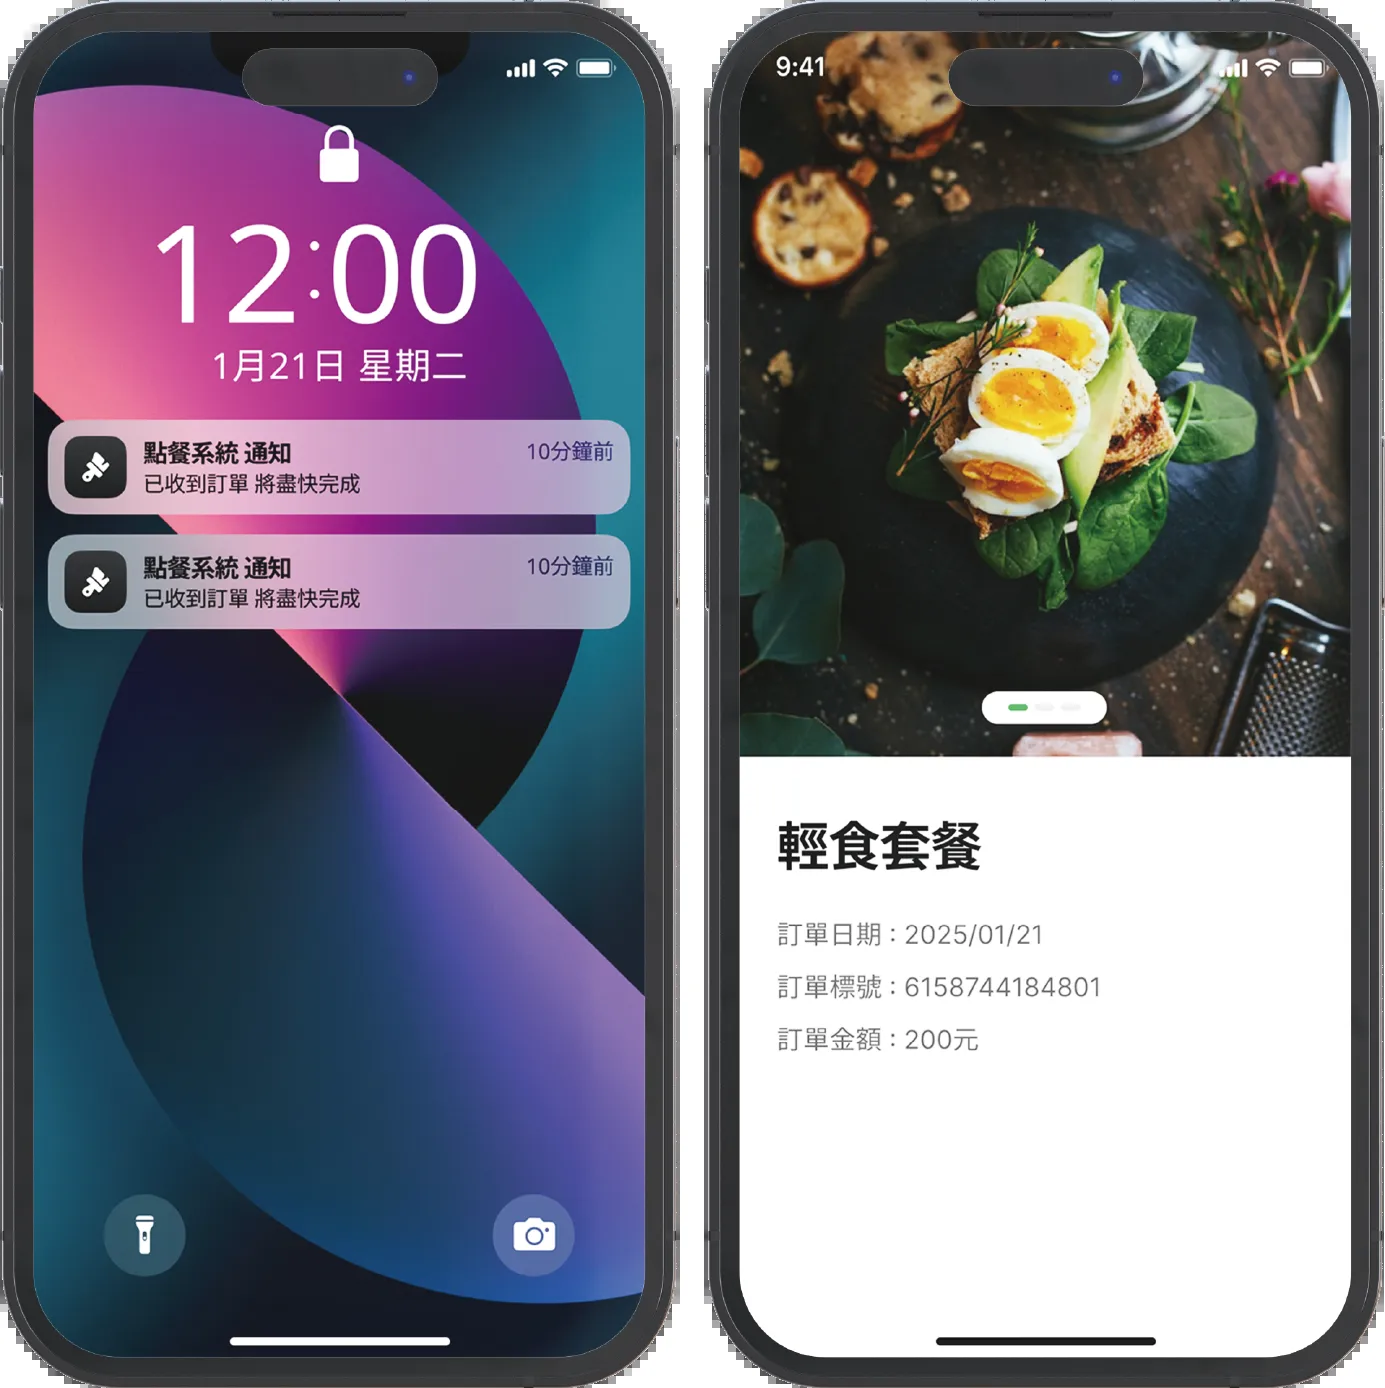 12:00
1月21日 星期二
點餐系統 通知
10分鐘前
已收到訂單 將盡快完成
點餐系統 通知
10分鐘前
已收到訂單 將盡快完成
9:41
輕食套餐
訂單日期：2025/01/21
訂單標號：6158744184801
訂單金額：200元